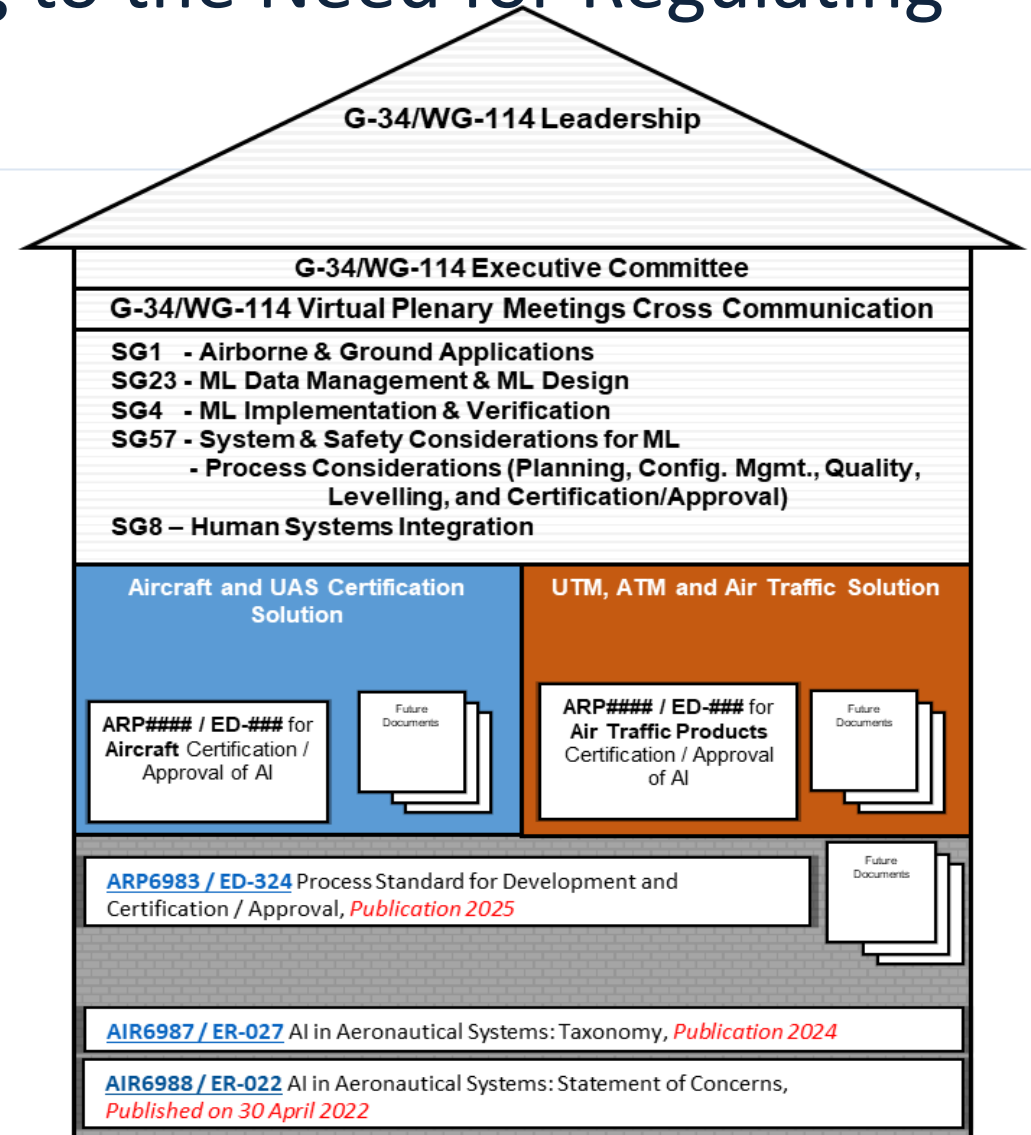 g to the Need for Regulating
G-34/WG-114 Leadership
G-34/WG-114 Executive Committee
G-34/WG-114 Virtual Plenary Meetings Cross Communication
SG1 - Airborne & Ground Applications
SG23 - ML Data Management & ML Design
SG4 - ML Implementation & Verification
SG57 - System & Safety Considerations for ML
- Process Considerations (Planning, Config. Mgmt., Quality,
Levelling, and Certification/Approval)
SG8 – Human Systems Integration
Aircraft and UAS Certification
Solution
ARP#### / ED-### for
Aircraft Certification /
Approval of AI
Future
Documents
UTM, ATM and Air Traffic Solution
ARP#### / ED-### for
Air Traffic Products
Certification / Approval
of AI
Future
Documents
ARP6983 / ED-324 Process Standard for Development and
Certification / Approval, Publication 2025
Future
Documents
AIR6987 / ER-027 AI in Aeronautical Systems: Taxonomy, Publication 2024
AIR6988 / ER-022 AI in Aeronautical Systems: Statement of Concerns,
Published on 30 April 2022